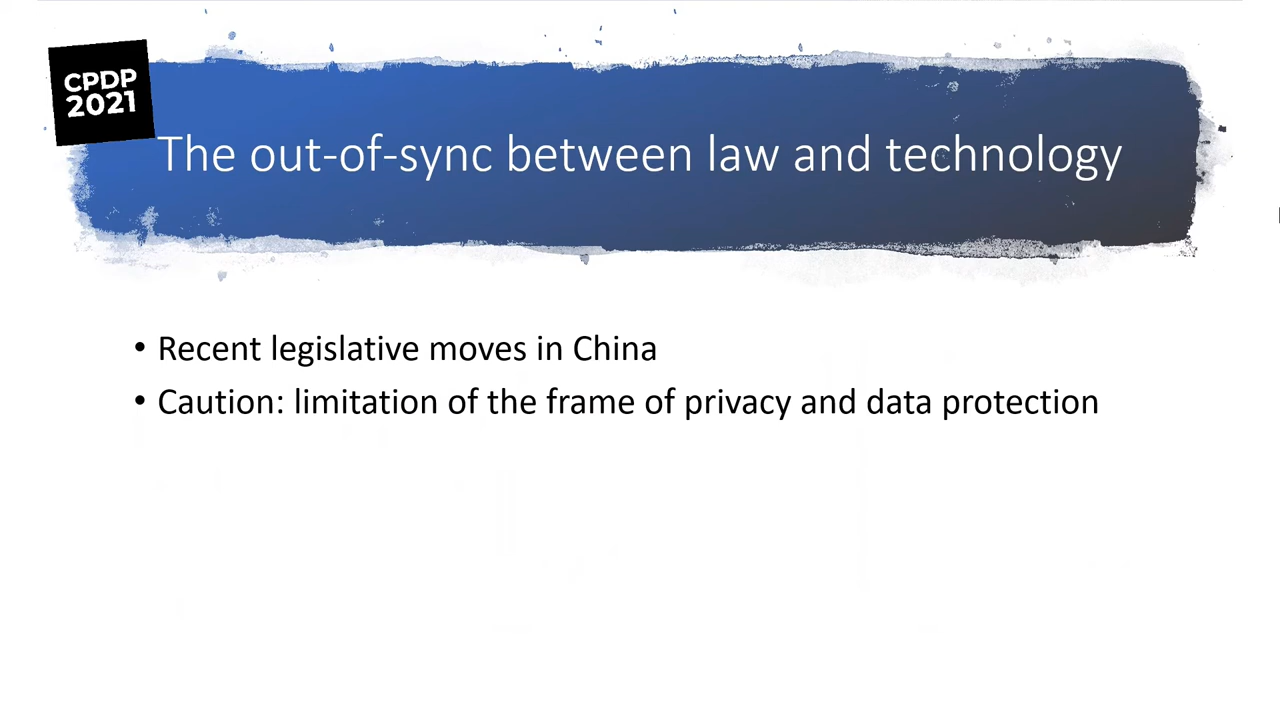 CPDP
2021
The out-of-sync between law and technology
• Recent legislative moves in China
• Caution: limitation of the frame of privacy and data protection